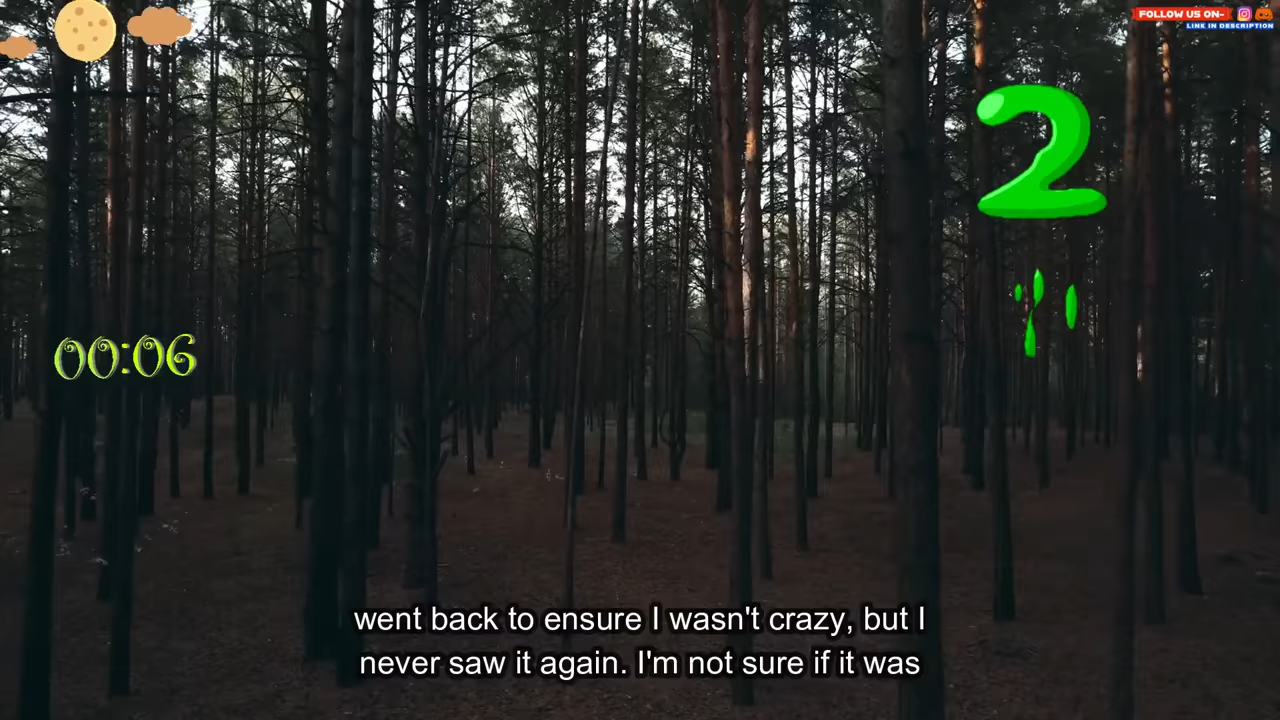 FOLLOW US ON-
LINK IN DESCRIPTION
2
00:06
went back to ensure I wasn't crazy, but I
never saw it again. I'm not sure if it was